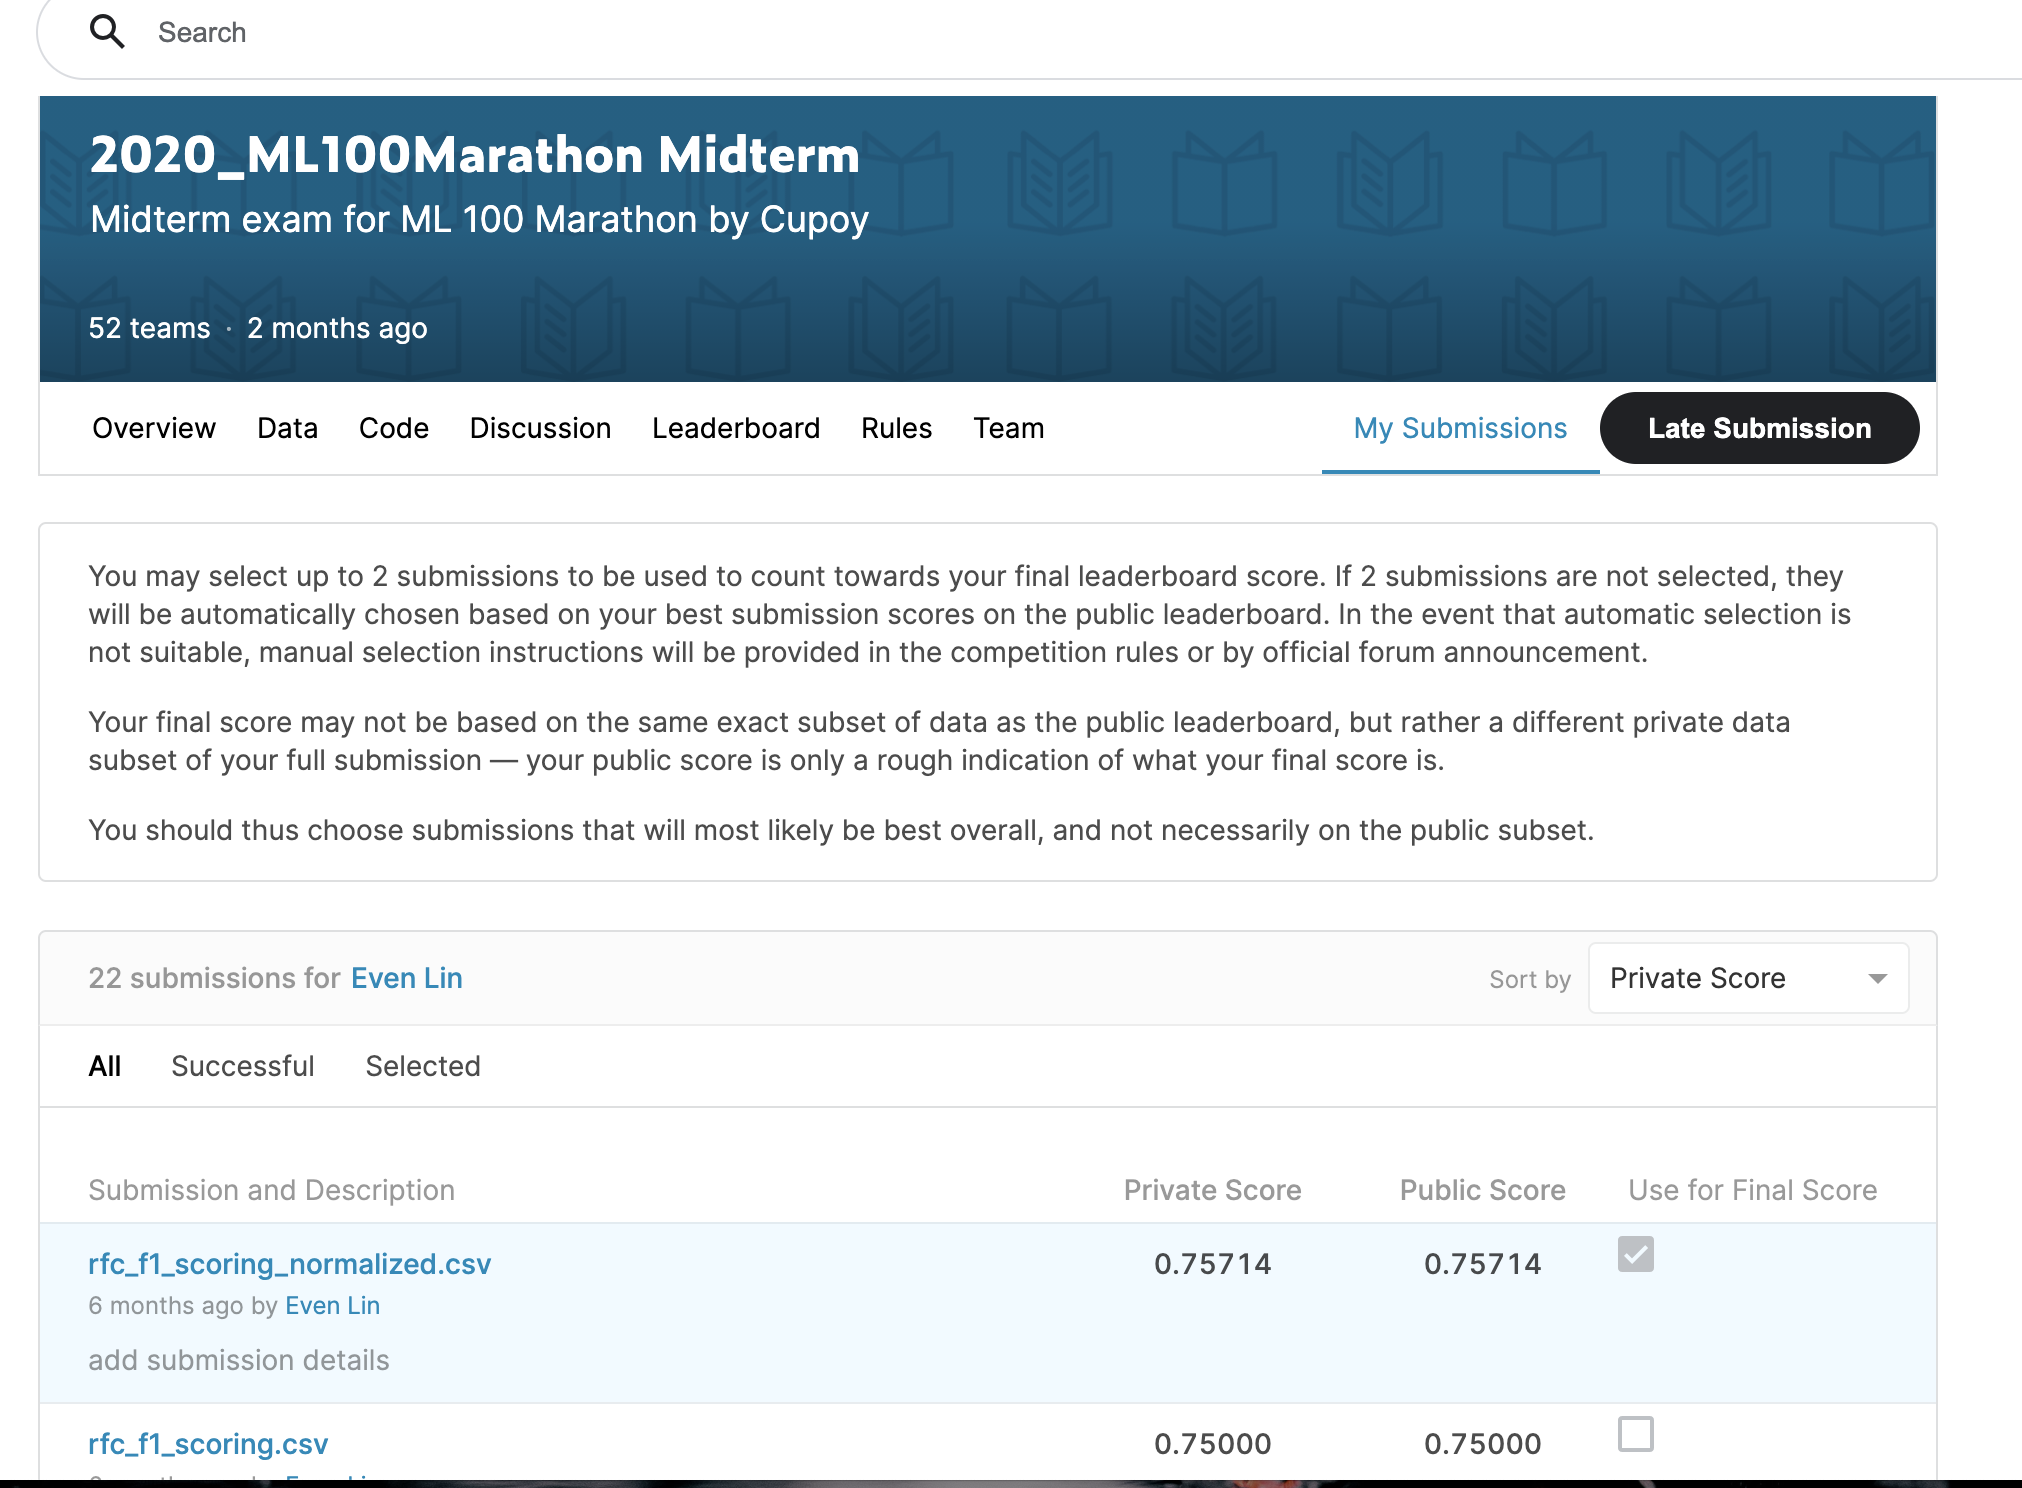 Search
2020_ML100Marathon Midterm
Midterm exam for ML 100 Marathon by Cupoy
52 teams · 2 months ago
Overview Data Code Discussion Leaderboard Rules Team My Submissions Late Submission
You may select up to 2 submissions to be used to count towards your final leaderboard score. If 2 submissions are not selected, they
will be automatically chosen based on your best submission scores on the public leaderboard. In the event that automatic selection is
not suitable, manual selection instructions will be provided in the competition rules or by official forum announcement.
Your final score may not be based on the same exact subset of data as the public leaderboard, but rather a different private data
subset of your full submission — your public score is only a rough indication of what your final score is.
You should thus choose submissions that will most likely be best overall, and not necessarily on the public subset.
22 submissions for Even Lin Sort by Private Score
All Successful Selected
Submission and Description Private Score Public Score Use for Final Score
rfc_f1_scoring_normalized.csv 0.75714 0.75714
6 months ago by Even Lin
add submission details
rfc_f1_scoring.csv 0.75000 0.75000